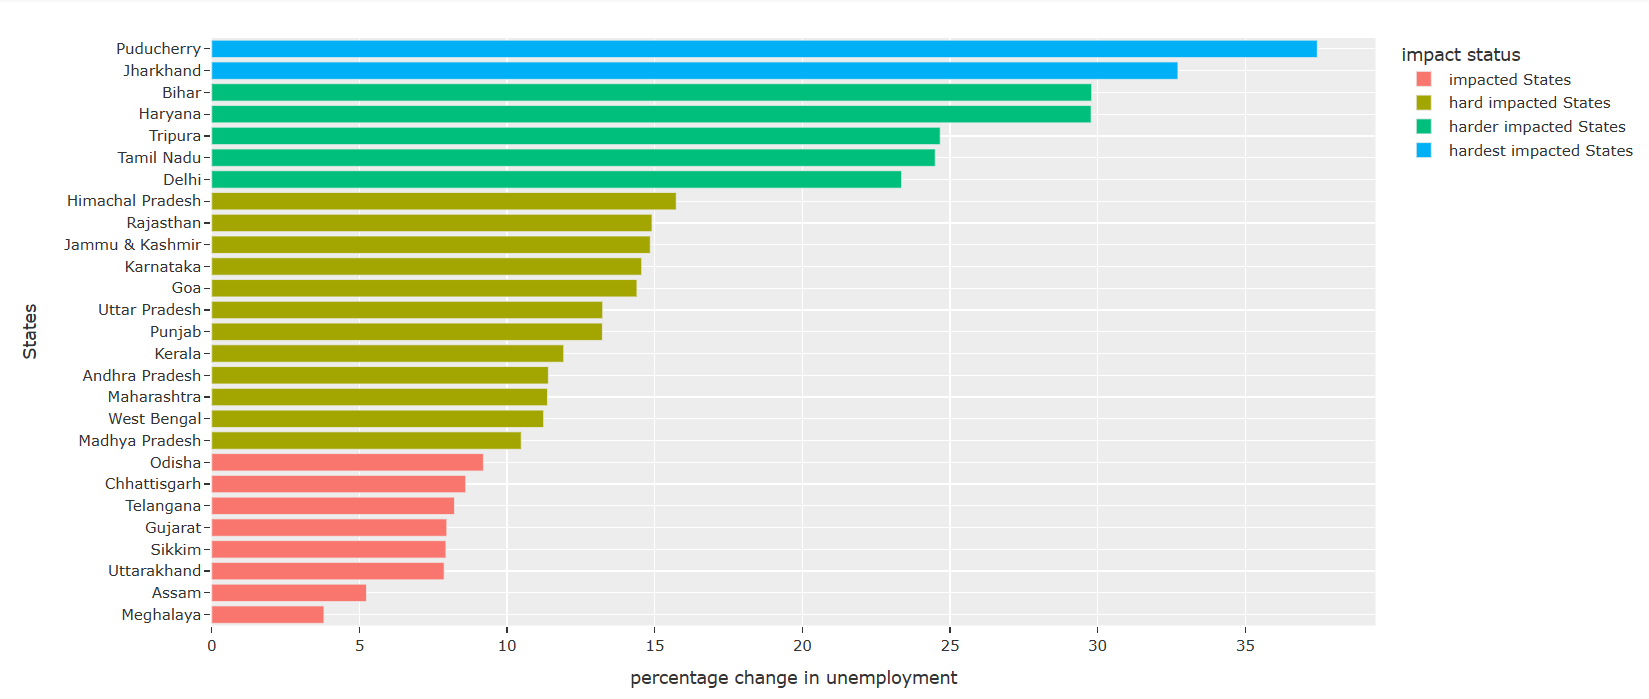 Puducherry
Jharkhand
Bihar
Haryana
Tripura
Tamil Nadu
Delhi
Himachal Pradesh
Rajasthan
Jammu & Kashmir
Karnataka
Goa
Uttar Pradesh
Punjab
Kerala
Andhra Pradesh
Maharashtra
West Bengal
Madhya Pradesh
Odisha
Chhattisgarh
Telangana
Gujarat
Sikkim
Uttarakhand
Assam
Meghalaya
States
0 5 10 15 20 25 30 35
percentage change in unemployment
impact status
impacted States
hard impacted States
harder impacted States
hardest impacted States